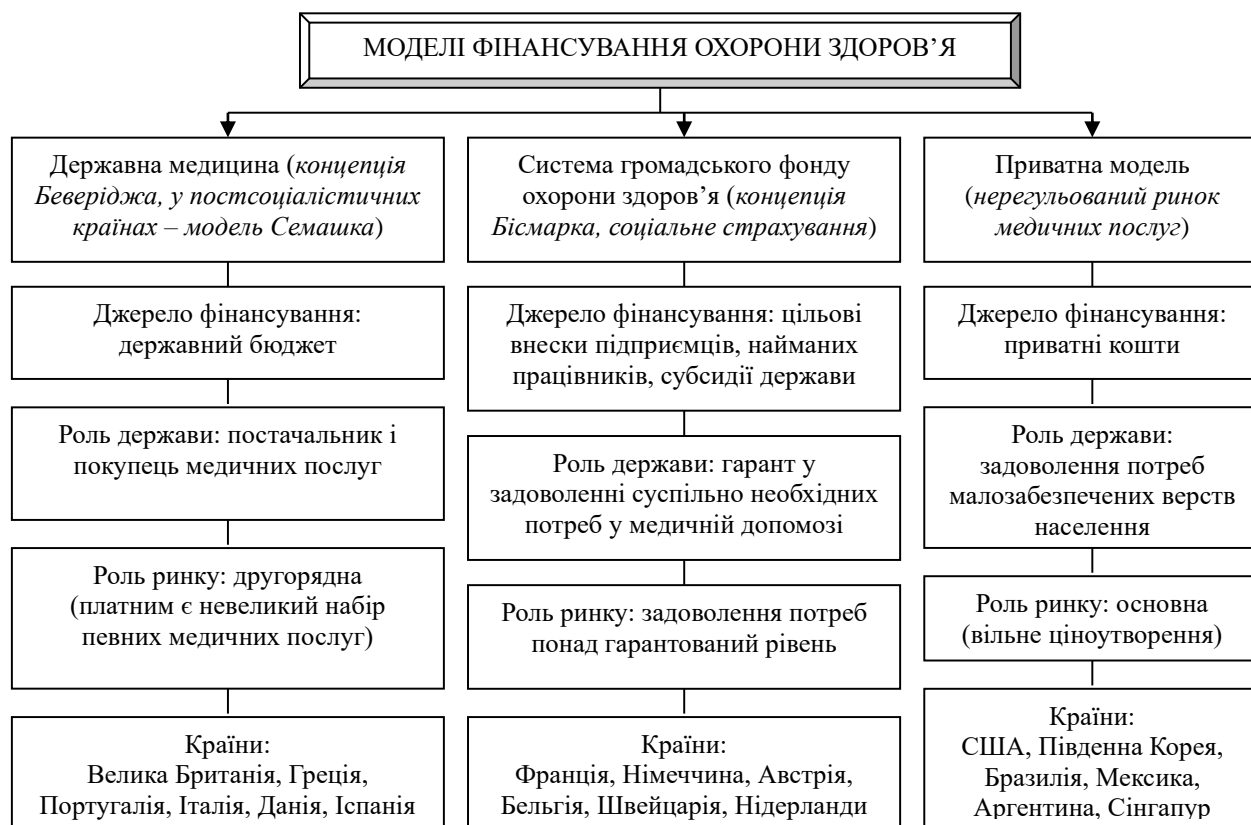 МОДЕЛІ ФІНАНСУВАННЯ ОХОРОНИ ЗДОРОВ’Я
Державна медицина (концепція
Беверіджа, у постсоціалістичних
країнах – модель Семашка)
Джерело фінансування:
державний бюджет
Роль держави: постачальник і
покупець медичних послуг
Роль ринку: другорядна
(платним є невеликий набір
певних медичних послуг)
Країни:
Велика Британія, Греція,
Португалія, Італія, Данія, Іспанія
Система громадського фонду
охорони здоров’я (концепція
Бісмарка, соціальне страхування)
Джерело фінансування: цільові
внески підприємців, найманих
працівників, субсидії держави
Роль держави: гарант у
задоволенні суспільно необхідних
потреб у медичній допомозі
Роль ринку: задоволення потреб
понад гарантований рівень
Країни:
Франція, Німеччина, Австрія,
Бельгія, Швейцарія, Нідерланди
Приватна модель
(нерегульований ринок
медичних послуг)
Джерело фінансування:
приватні кошти
Роль держави:
задоволення потреб
малозабезпечених верств
населення
Роль ринку: основна
(вільне ціноутворення)
Країни:
США, Південна Корея,
Бразилія, Мексика,
Аргентина, Сінгапур